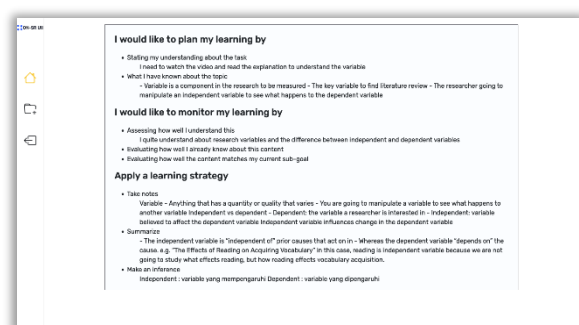 I would like to plan my learning by
Stating my understanding about the task
I need to watch the video and read the explanation to understand the variable
What I have known about the topic
- Variable is a component in the research to be measured - The key variable to find literature review - The researcher going to
manipulate an independent variable to see what happens to the dependent variable
I would like to monitor my learning by
Assessing how well I understand this
I quite understand about research variables and the difference between independent and dependent variables
Evaluating how well I already know about this content
Evaluating how well the content matches my current sub-goal
Apply a learning strategy
Take notes
Variable - Anything that has a quantity or quality that varies - You are going to manipulate a variable to see what happens to
another variable Independent vs dependent - Dependent: the variable a researcher is interested in - Independent: variable
believed to affect the dependent variable Independent variable influences change in the dependent variable
Summarize
- The independent variable is "independent of" prior causes that act on in - Whereas the dependent variable "depends on" the
cause. e.g. "The Effects of Reading on Acquiring Vocabulary" in this case, reading is independent variable because we are not
going to study what effects reading, but how reading effects vocabulary acquisition.
Make an inference
Independent : variable yang mempengaruhi Dependent : variable yang dipengaruhi